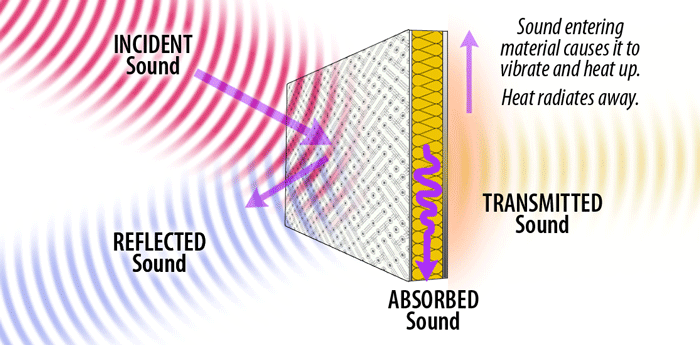 INCIDENT
Sound
Sound entering
material causes it to
vibrate and heat up.
Heat radiates away.
REFLECTED
Sound
TRANSMITTED
Sound
ABSORBED
Sound